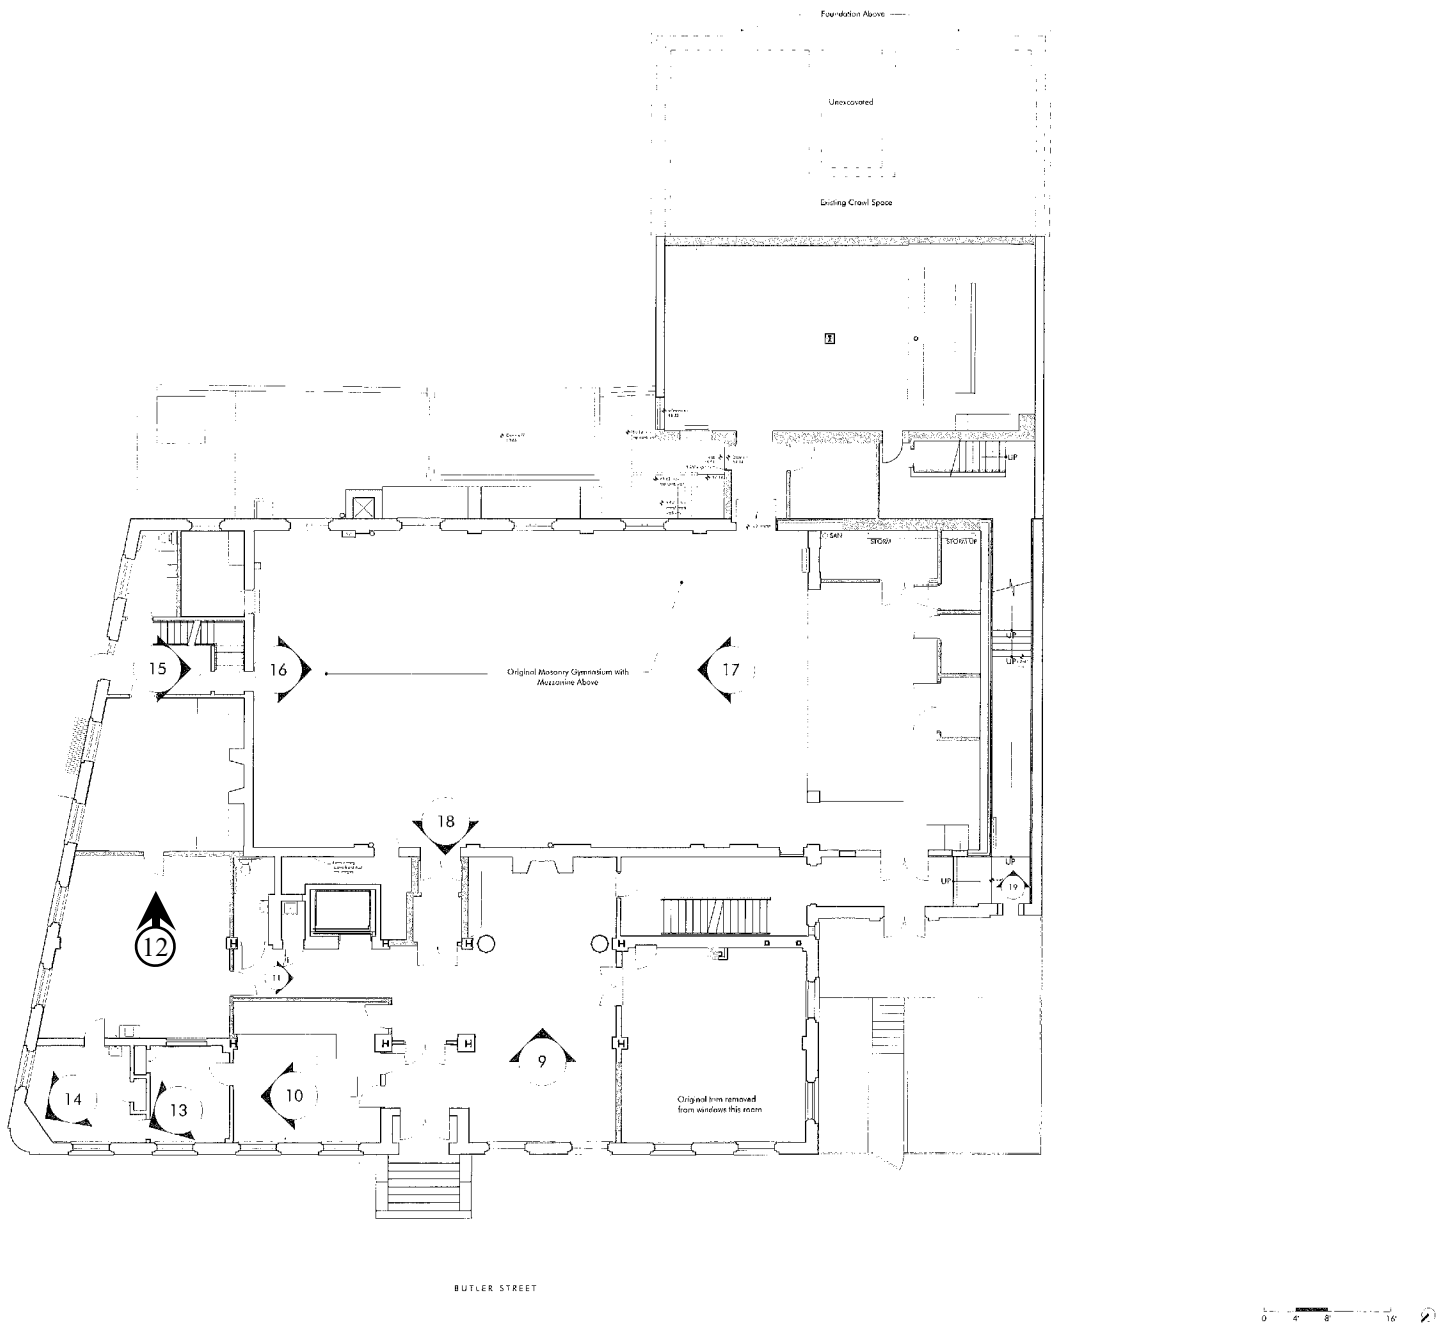 Foundation Above
Unexcavated
Existing Crawl Space
UP
SAN
STORM
STORM UP
UP
UP
15
16
Original Masonry Gymnasium with
Mezzanine Above
17
18
UP
UP
19
12
11
9
10
14
13
Original trim removed
from windows this room
BUTLER STREET
0 4' 8' 16'